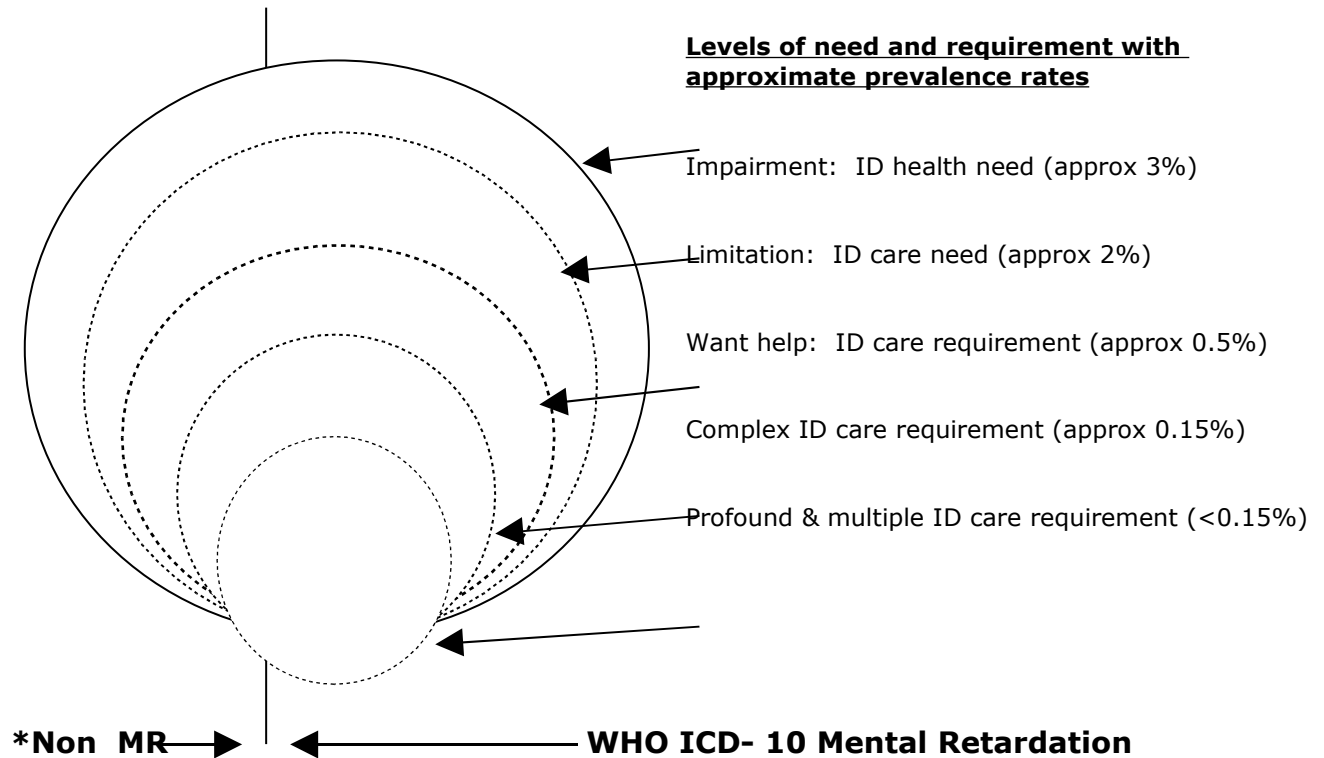 Levels of need and requirement with
approximate prevalence rates
Impairment: ID health need (approx 3%)
Limitation: ID care need (approx 2%)
Want help: ID care requirement (approx 0.5%)
Complex ID care requirement (approx 0.15%)
Profound & multiple ID care requirement (<0.15%)
*Non MR
WHO ICD- 10 Mental Retardation